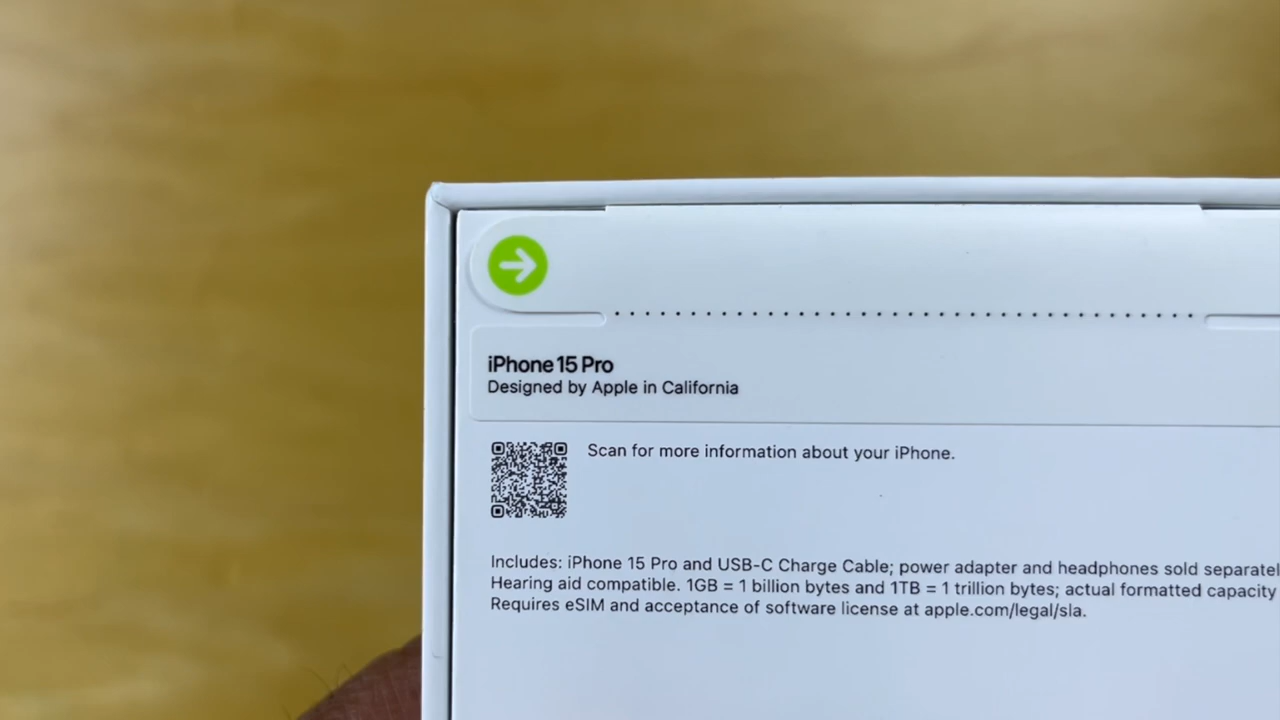 iPhone 15 Pro
Designed by Apple in California
Scan for more information about your iPhone.
Includes: iPhone 15 Pro and USB-C Charge Cable; power adapter and headphones sold
Hearing aid compatible. 1GB = 1 billion bytes and 1TB = 1 trillion bytes; actual formatted capacity
Requires eSIM and acceptance of software license at apple.com/legal/sla.